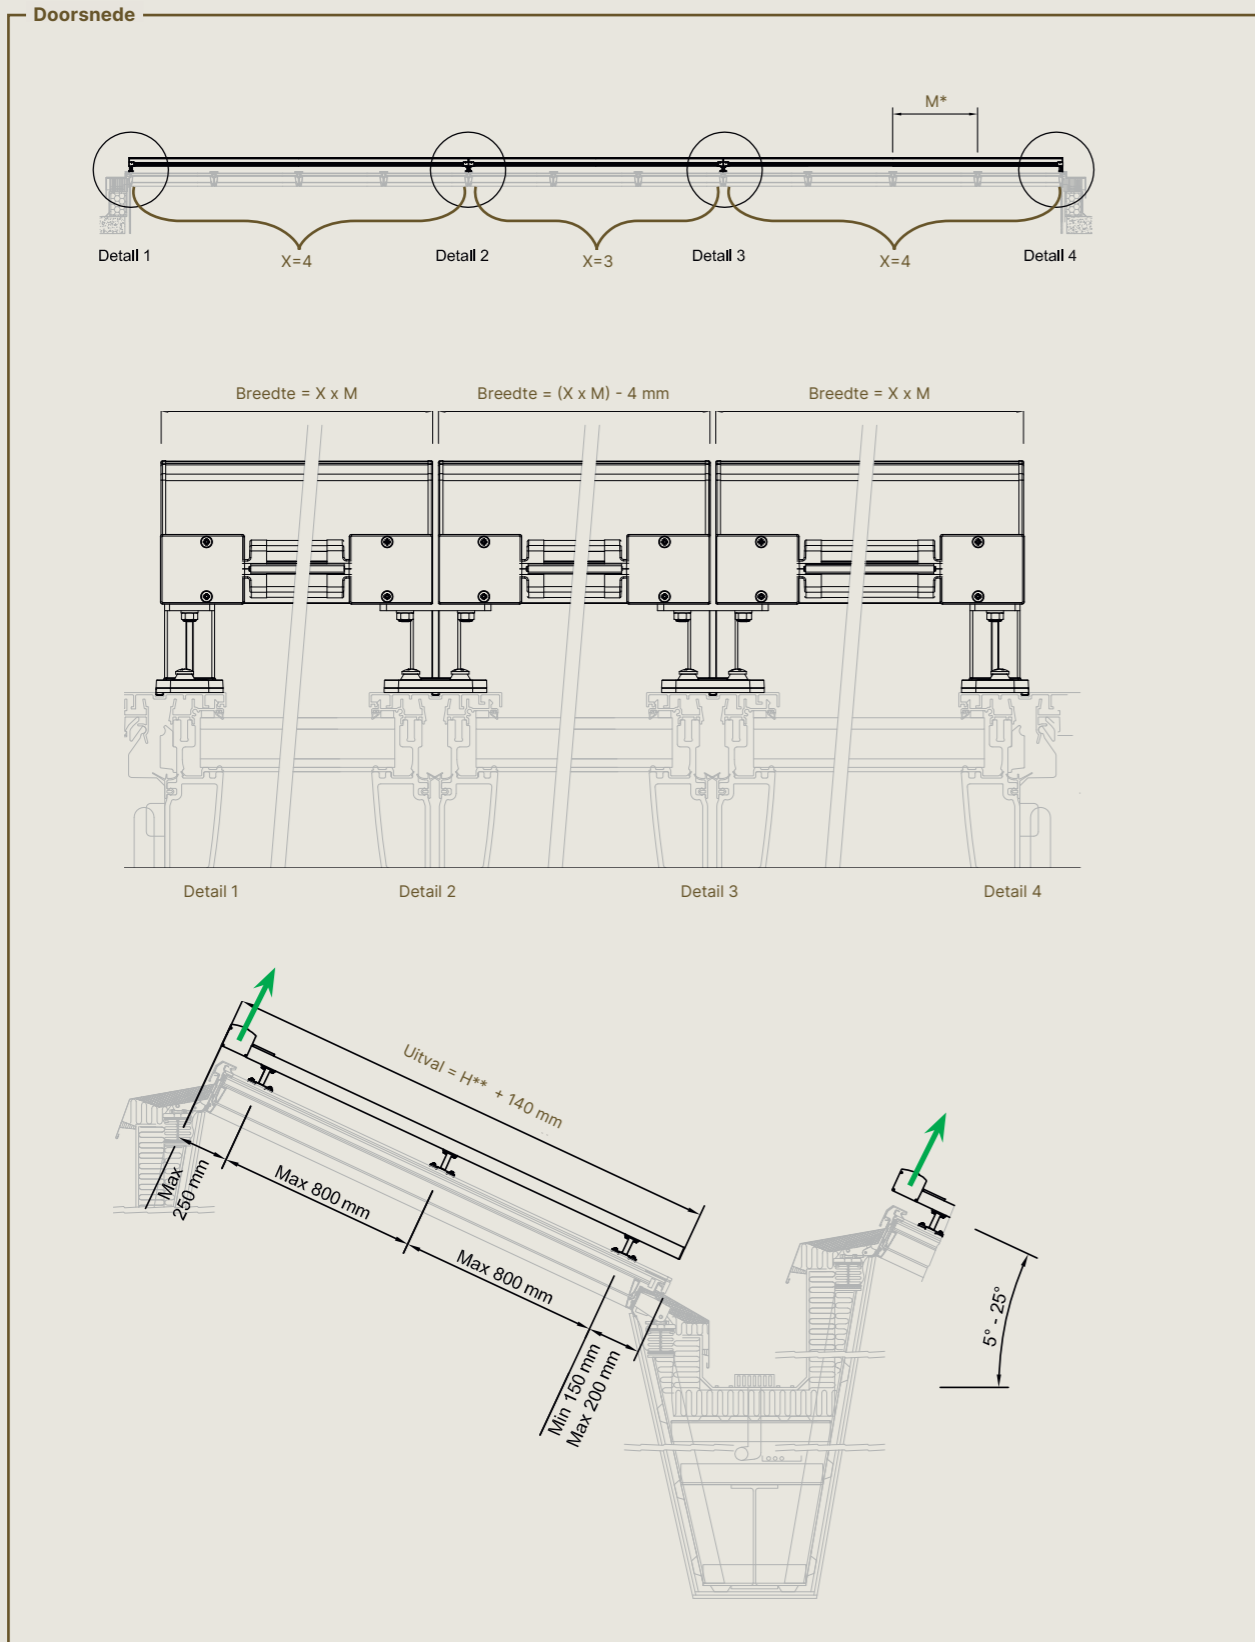 Doorsnede
M*
Detail 1
X=4
Detail 2
X=3
Detail 3
X=4
Detail 4
Breedte = X x M
Breedte = (X x M) - 4 mm
Breedte = X x M
Detail 1
Detail 2
Detail 3
Detail 4
Uitval = H** + 140 mm
Max
250 mm
Max 800 mm
Max 800 mm
Min 150 mm
Max 200 mm
5° - 25°